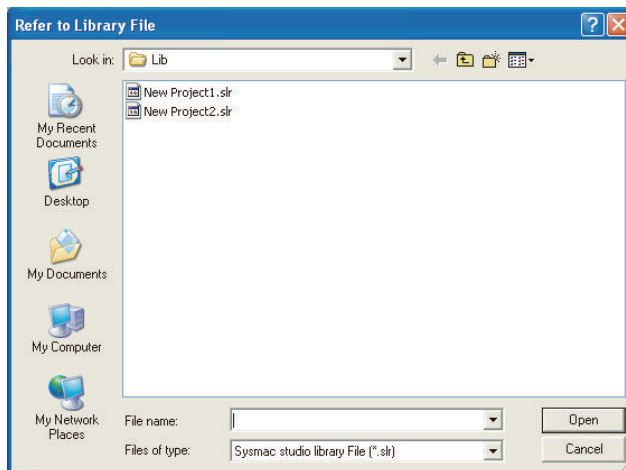 Refer to Library File
Look in: Lib
New Project1.slr
New Project2.slr
My Recent
Documents
Desktop
My Documents
My Computer
My Network
Places
File name:
Open
Files of type: Sysmac studio library File (*.slr)
Cancel